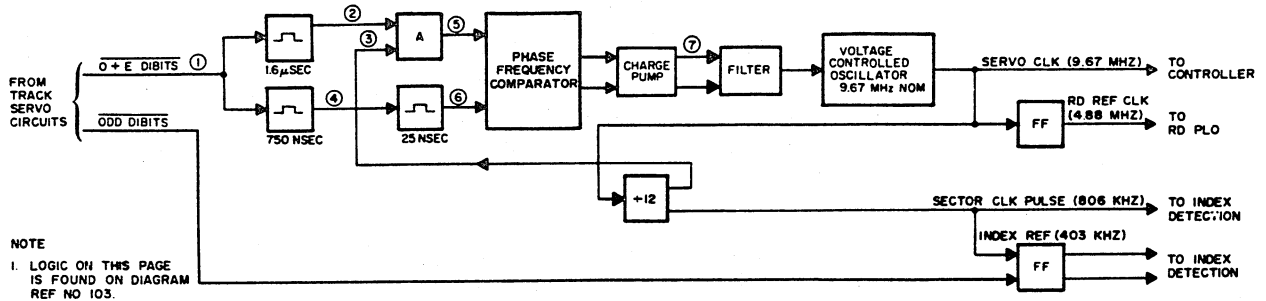 FROM
TRACK
SERVO
CIRCUITS
O + E DIBITS
ODD DIBITS
①
②
③
④
⑤
⑥
⑦
1.6 μSEC
750 NSEC
A
25 NSEC
PHASE
FREQUENCY
COMPARATOR
CHARGE
PUMP
FILTER
VOLTAGE
CONTROLLED
OSCILLATOR
9.67 MHz NOM
SERVO CLK (9.67 MHZ)
TO
CONTROLLER
FF
RD REF CLK
(4.88 MHZ)
TO
RD PLO
÷12
SECTOR CLK PULSE (806 KHZ)
TO INDEX
DETECTION
INDEX REF (403 KHZ)
FF
TO INDEX
DETECTION
NOTE
1. LOGIC ON THIS PAGE
IS FOUND ON DIAGRAM
REF NO 103.